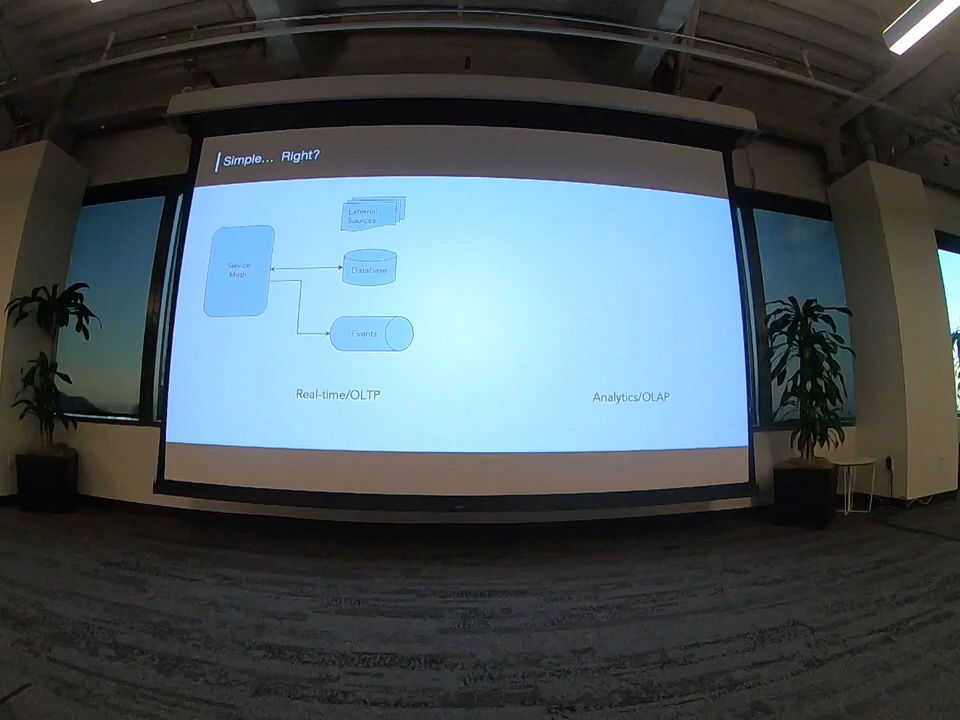 Simple... Right?
External
Sources
Service
Mesh
Database
Events
Real-time/OLTP
Analytics/OLAP